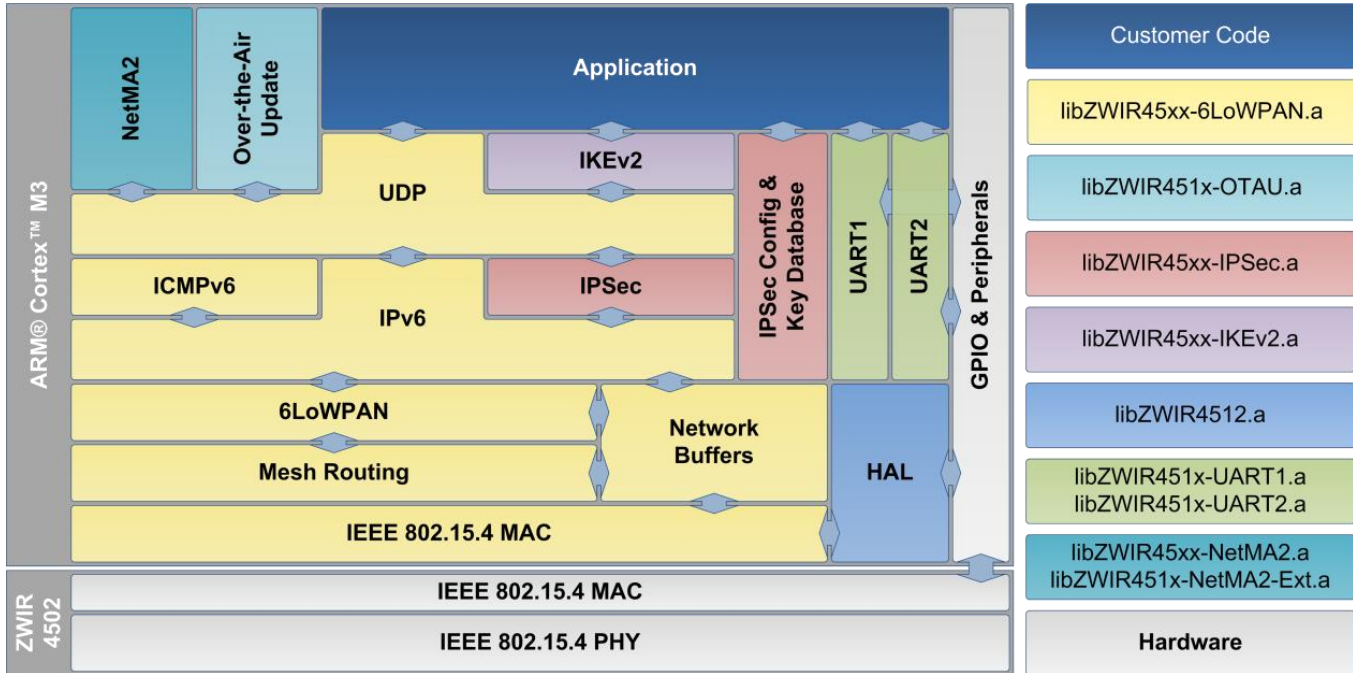 ARM® Cortex™ M3
NetMA2
Over-the-Air
Update
Application
UDP
IKEv2
IPSec Config &
Key Database
UART1
UART2
GPIO & Peripherals
ICMPv6
IPv6
IPSec
6LoWPAN
Mesh Routing
Network
Buffers
HAL
IEEE 802.15.4 MAC
ZWIR
4502
IEEE 802.15.4 MAC
IEEE 802.15.4 PHY
Customer Code
libZWIR45xx-6LoWPAN.a
libZWIR451x-OTAU.a
libZWIR45xx-IPSec.a
libZWIR45xx-IKEv2.a
libZWIR4512.a
libZWIR451x-UART1.a
libZWIR451x-UART2.a
libZWIR45xx-NetMA2.a
libZWIR451x-NetMA2-Ext.a
Hardware